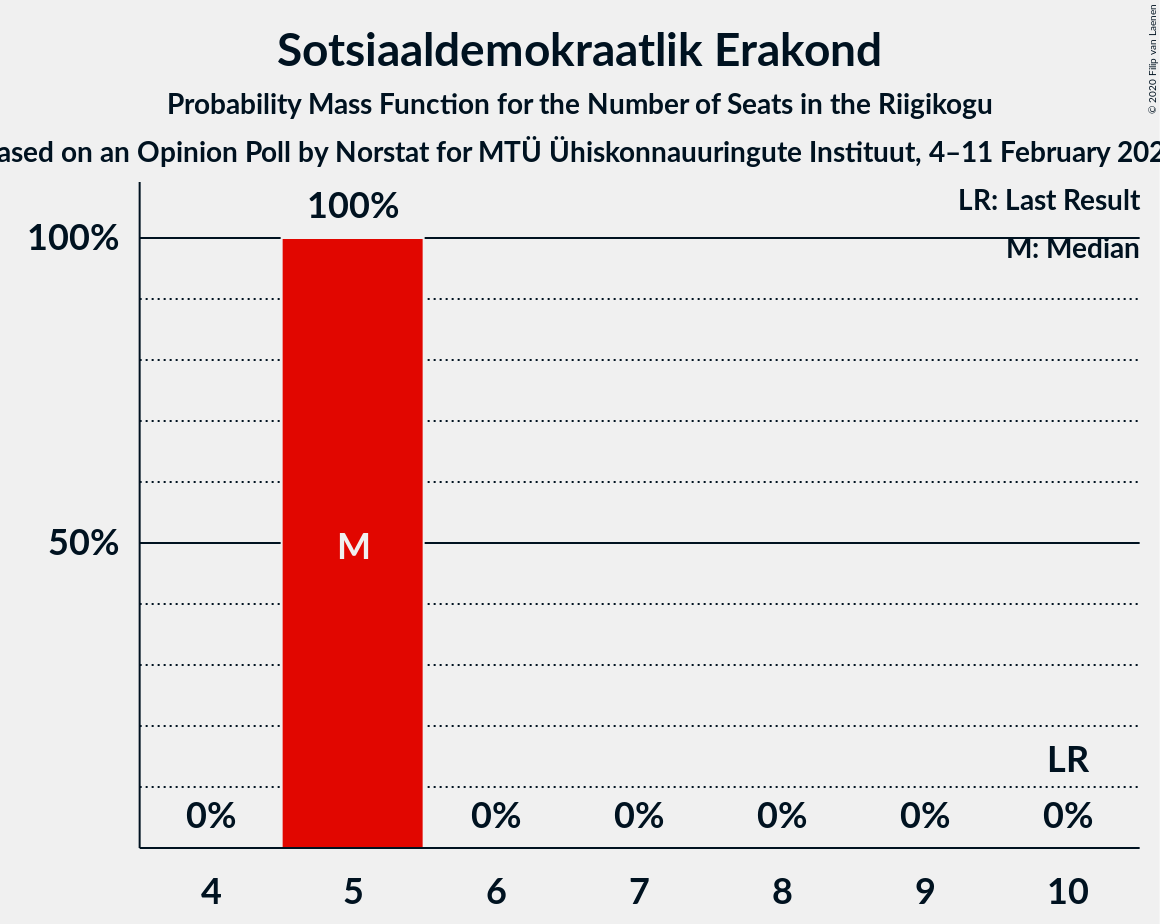 Sotsiaaldemokraatlik Erakond
Probability Mass Function for the Number of Seats in the Riigikogu
ased on an Opinion Poll by Norstat for MTÜ Ühiskonnauuringute Instituut, 4–11 February 202
© 2020 Filip van Laenen
LR: Last Result
M: Median
100%
100%
50%
M
LR
0%
0%
0%
0%
0%
0%
4
5
6
7
8
9
10